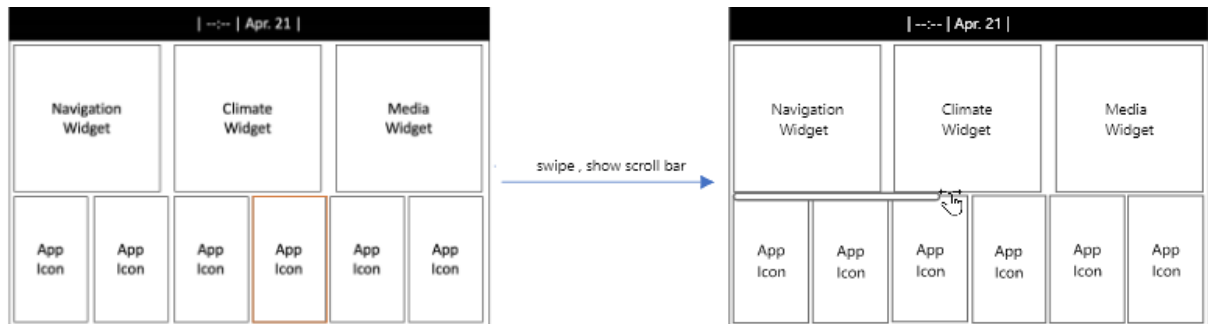 | --:-- | Apr. 21 |
Navigation
Widget
Climate
Widget
Media
Widget
App
Icon
App
Icon
App
Icon
App
Icon
App
Icon
App
Icon
swipe , show scroll bar
| --:-- | Apr. 21 |
Navigation
Widget
Climate
Widget
Media
Widget
App
Icon
App
Icon
App
Icon
App
Icon
App
Icon
App
Icon